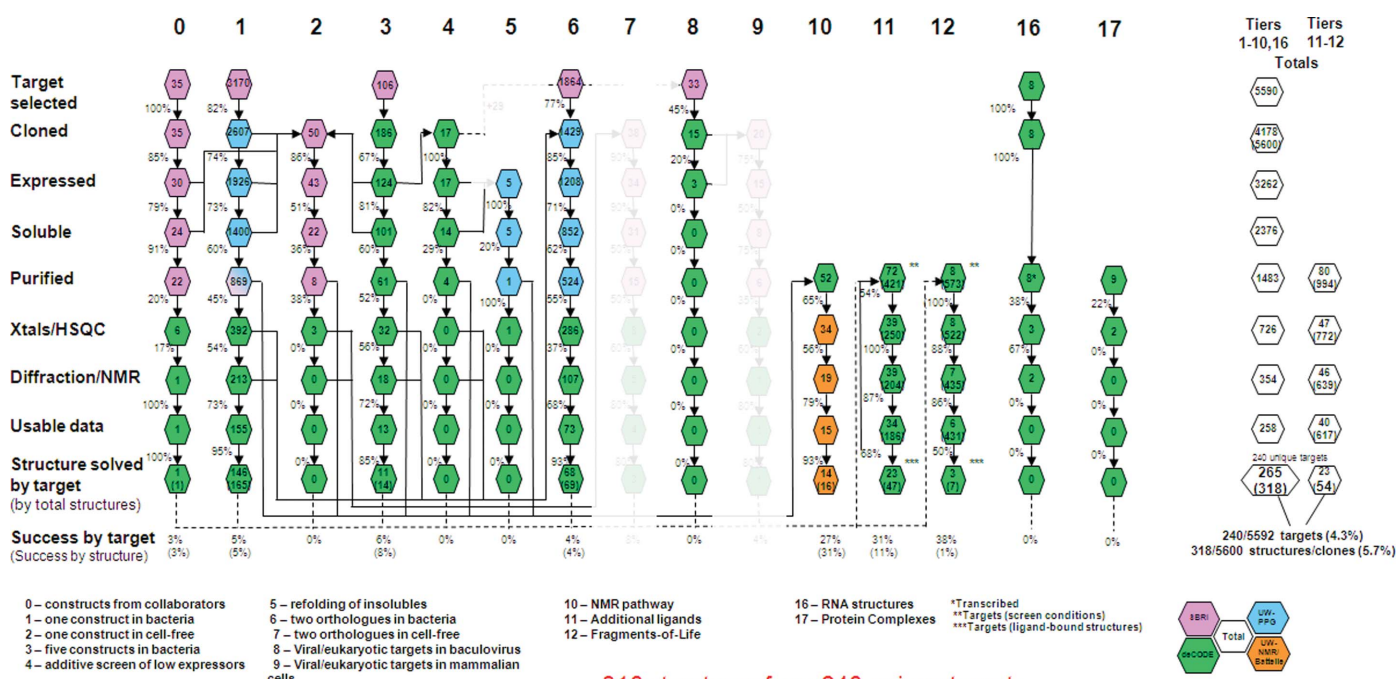 0 1 2 3 4 5 6 7 8 9 10 11 12 16 17
Tiers 1-10,16 Tiers 11-12
Totals
Target selected 35 3170 106 1864 33 8 5590
100% 82% +29 77% 45% 100%
Cloned 35 2607 50 186 17 1429 38 15 20 8 4178 (5600)
85% 74% 86% 67% 100% 85% 20% 100%
Expressed 30 1926 43 124 17 5 1208 34 3 15 3262
79% 73% 51% 81% 82% 100% 71% 0%
Soluble 24 1400 22 101 14 5 852 31 0 2376
91% 60% 36% 60% 29% 20% 62% 0%
Purified 22 869 8 61 4 1 524 15 0 6 52 72 (421) ** 8 (573) ** 8* 9 1483 80 (994)
20% 45% 38% 52% 0% 100% 55% 0% 65% 54% 100% 38% 22%
Xtals/HSQC 6 392 3 32 0 1 286 0 34 39 (250) 8 (522) 3 2 726 47 (772)
17% 54% 0% 56% 0% 0% 37% 0% 56% 100% 88% 67% 0%
Diffraction/NMR 1 213 0 18 0 0 107 0 19 39 (204) 7 (435) 2 0 354 46 (639)
100% 73% 0% 72% 0% 0% 68% 0% 79% 87% 86% 0% 0%
Usable data 1 155 0 13 0 0 73 0 15 34 (186) 6 (431) 0 0 258 40 (617)
100% 95% 0% 85% 0% 0% 93% 0% 93% 68% *** 50% *** 0% 0%
240 unique targets
Structure solved by target 1 (1) 146 (165) 0 11 (14) 0 0 68 (69) 0 14 (16) 23 (47) 3 (7) 0 0 265 (318) 23 (54)
(by total structures)
Success by target 3% 5% 0% 6% 0% 0% 4% 0% 4% 27% 31% 38% 0% 0%
(Success by structure) (3%) (5%) (8%) (4%) (31%) (11%) (1%)
240/5592 targets (4.3%)
318/5600 structures/clones (5.7%)
0 – constructs from collaborators
1 – one construct in bacteria
2 – one construct in cell-free
3 – five constructs in bacteria
4 – additive screen of low expressors
5 – refolding of insolubles
6 – two orthologues in bacteria
7 – two orthologues in cell-free
8 – Viral/eukaryotic targets in baculovirus
9 – Viral/eukaryotic targets in mammalian
cells
10 – NMR pathway
11 – Additional ligands
12 – Fragments-of-Life
16 – RNA structures
17 – Protein Complexes
*Transcribed
**Targets (screen conditions)
***Targets (ligand-bound structures)
SBRI
UW-PPG
Total
deCODE
UW-NMR/Battelle